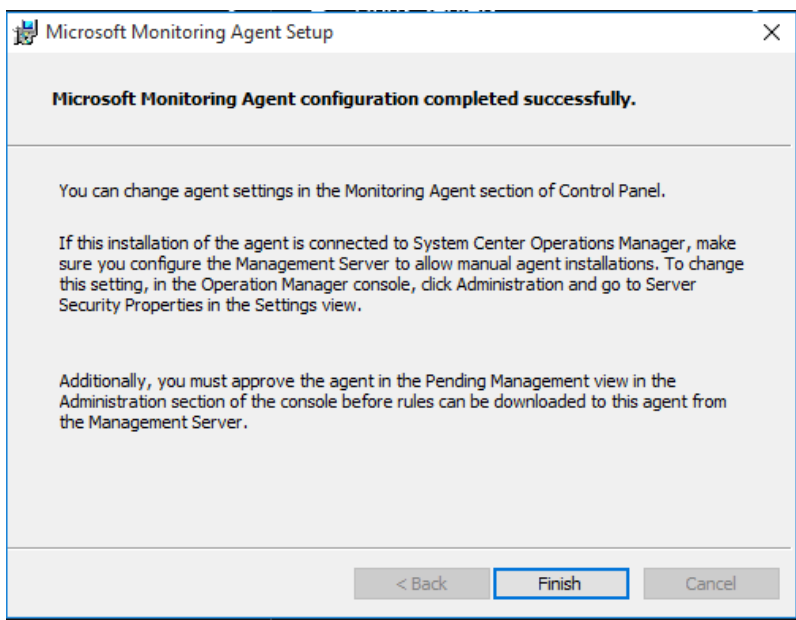 Microsoft Monitoring Agent Setup
Microsoft Monitoring Agent configuration completed successfully.
You can change agent settings in the Monitoring Agent section of Control Panel.
If this installation of the agent is connected to System Center Operations Manager, make
sure you configure the Management Server to allow manual agent installations. To change
this setting, in the Operation Manager console, click Administration and go to Server
Security Properties in the Settings view.
Additionally, you must approve the agent in the Pending Management view in the
Administration section of the console before rules can be downloaded to this agent from
the Management Server.
< Back Finish Cancel